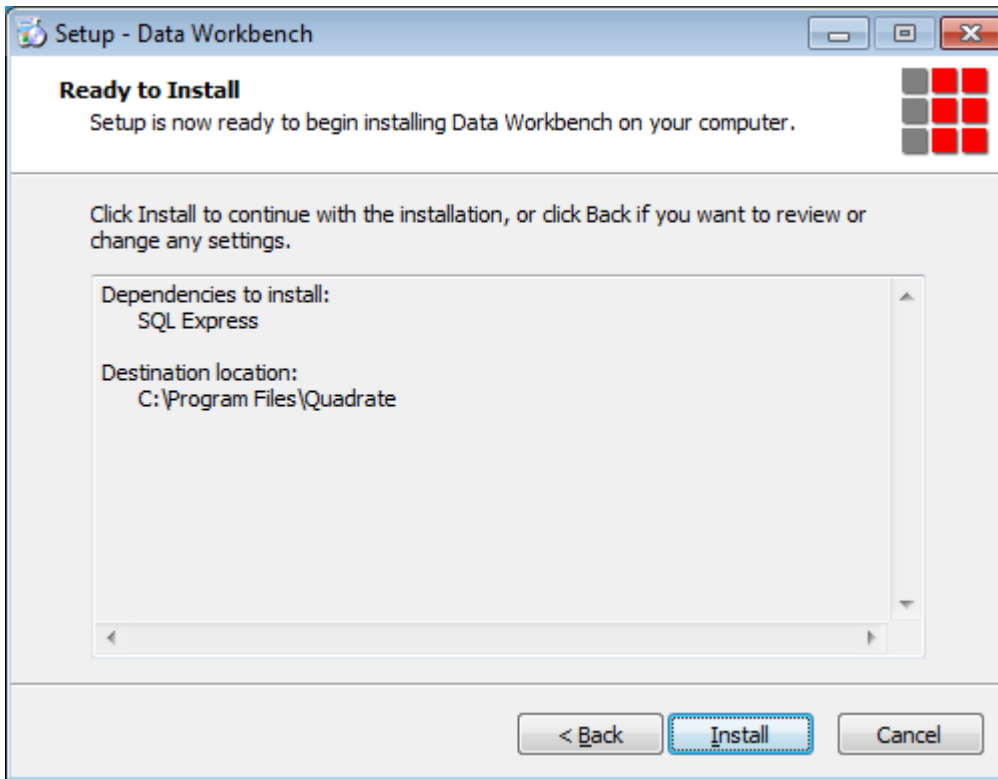 Setup - Data Workbench
Ready to Install
Setup is now ready to begin installing Data Workbench on your computer.
Click Install to continue with the installation, or click Back if you want to review or
change any settings.
Dependencies to install:
SQL Express
Destination location:
C:\Program Files\Quadrate
< Back
Install
Cancel